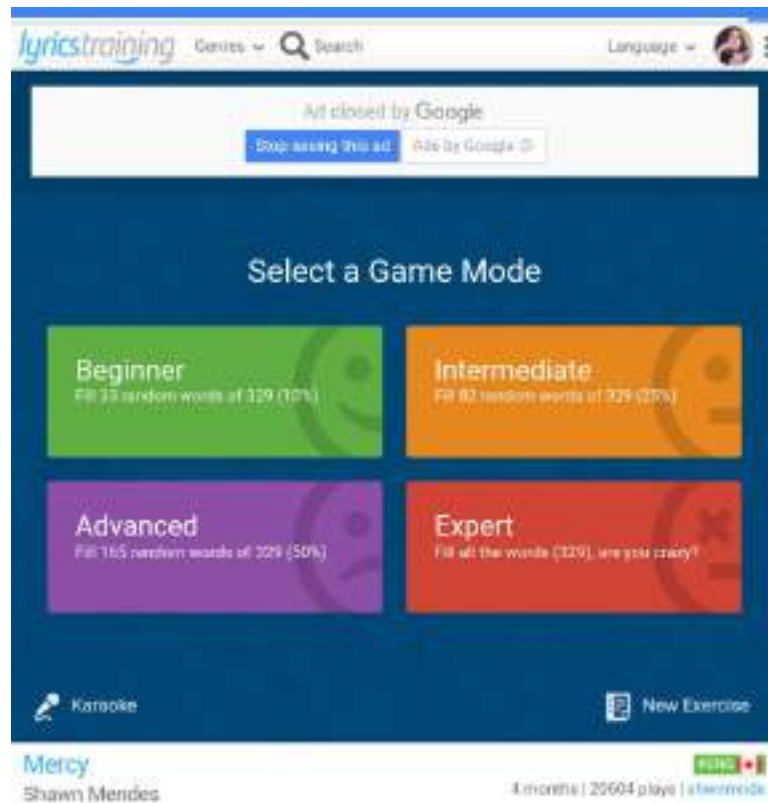 lyricstraining Genres Search Language
Ad closed by Google
Stop seeing this ad Ads by Google
Select a Game Mode
Beginner
Fill 33 random words of 329 (10%)
Intermediate
Fill 82 random words of 329 (25%)
Advanced
Fill 165 random words of 329 (50%)
Expert
Fill all the words (329), are you crazy?
Karaoke New Exercise
Mercy
Shawn Mendes 4 months | 20604 plays |